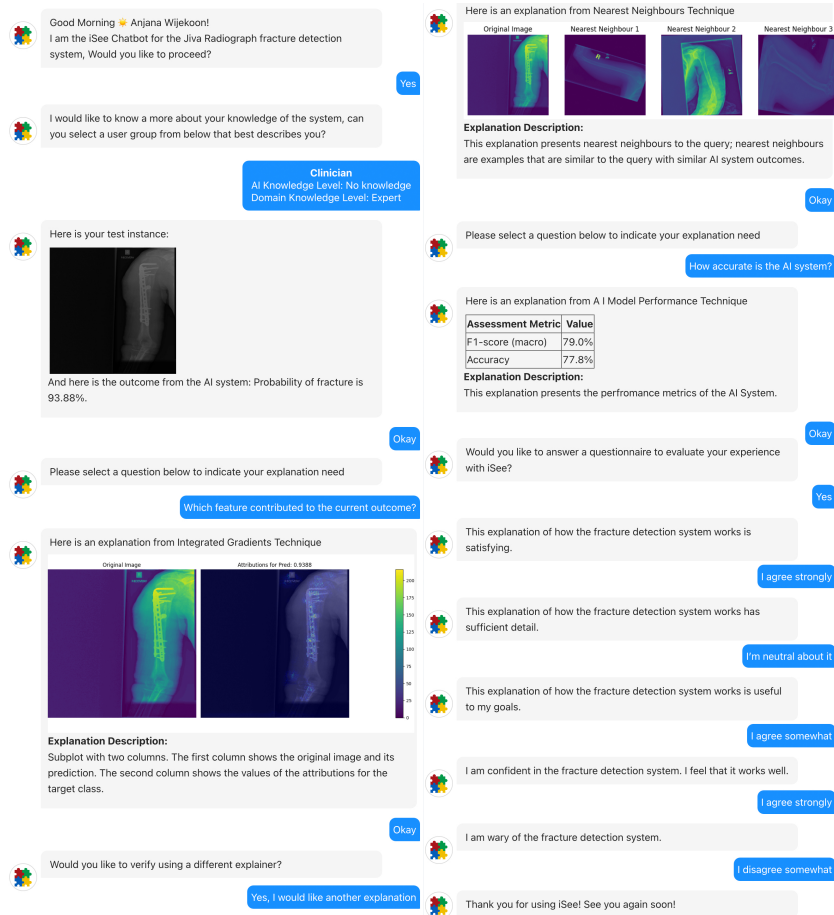 Good Morning ☀️ Anjana Wijekoon!
I am the iSee Chatbot for the Jiva Radiograph fracture detection
system, Would you like to proceed?
Yes
I would like to know a more about your knowledge of the system, can
you select a user group from below that best describes you?
Clinician
AI Knowledge Level: No knowledge
Domain Knowledge Level: Expert
Here is your test instance:
And here is the outcome from the AI system: Probability of fracture is
93.88%.
Okay
Please select a question below to indicate your explanation need
Which feature contributed to the current outcome?
Here is an explanation from Integrated Gradients Technique
Original Image
Attributions for Pred: 0.9388
200
175
150
125
100
75
50
25
0
Explanation Description:
Subplot with two columns. The first column shows the original image and its
prediction. The second column shows the values of the attributions for the
target class.
Okay
Would you like to verify using a different explainer?
Yes, I would like another explanation
Here is an explanation from Nearest Neighbours Technique
Original Image
Nearest Neighbour 1
Nearest Neighbour 2
Nearest Neighbour 3
Explanation Description:
This explanation presents nearest neighbours to the query; nearest neighbours
are examples that are similar to the query with similar AI system outcomes.
Okay
Please select a question below to indicate your explanation need
How accurate is the AI system?
Here is an explanation from A I Model Performance Technique
Assessment Metric Value
F1-score (macro) 79.0%
Accuracy 77.8%
Explanation Description:
This explanation presents the perfromance metrics of the AI System.
Okay
Would you like to answer a questionnaire to evaluate your experience
with iSee?
Yes
This explanation of how the fracture detection system works is
satisfying.
I agree strongly
This explanation of how the fracture detection system works has
sufficient detail.
I'm neutral about it
This explanation of how the fracture detection system works is useful
to my goals.
I agree somewhat
I am confident in the fracture detection system. I feel that it works well.
I agree strongly
I am wary of the fracture detection system.
I disagree somewhat
Thank you for using iSee! See you again soon!